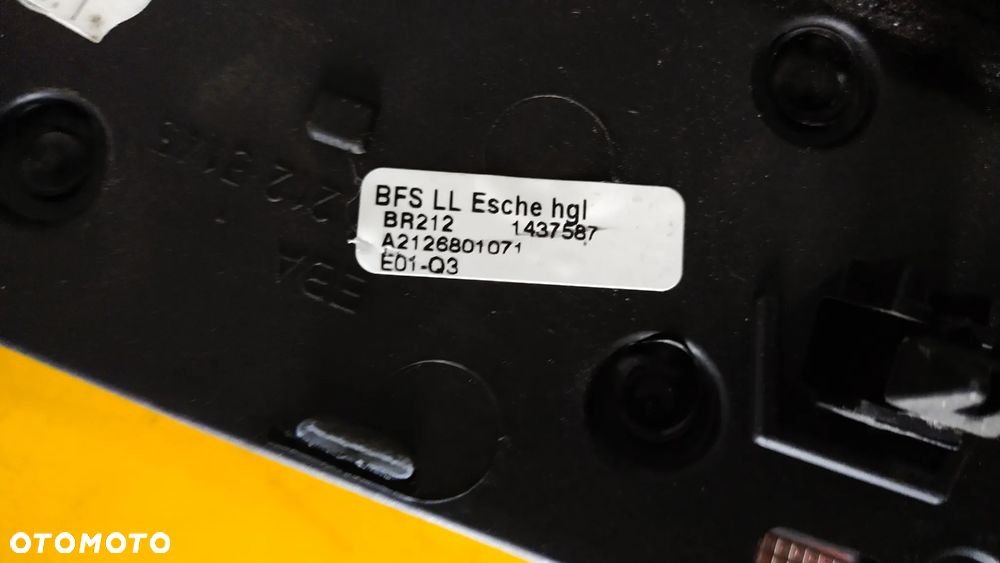 BFS LL Esche hgl
BR212 1437587
A2126801071
E01-Q3
OTOMOTO